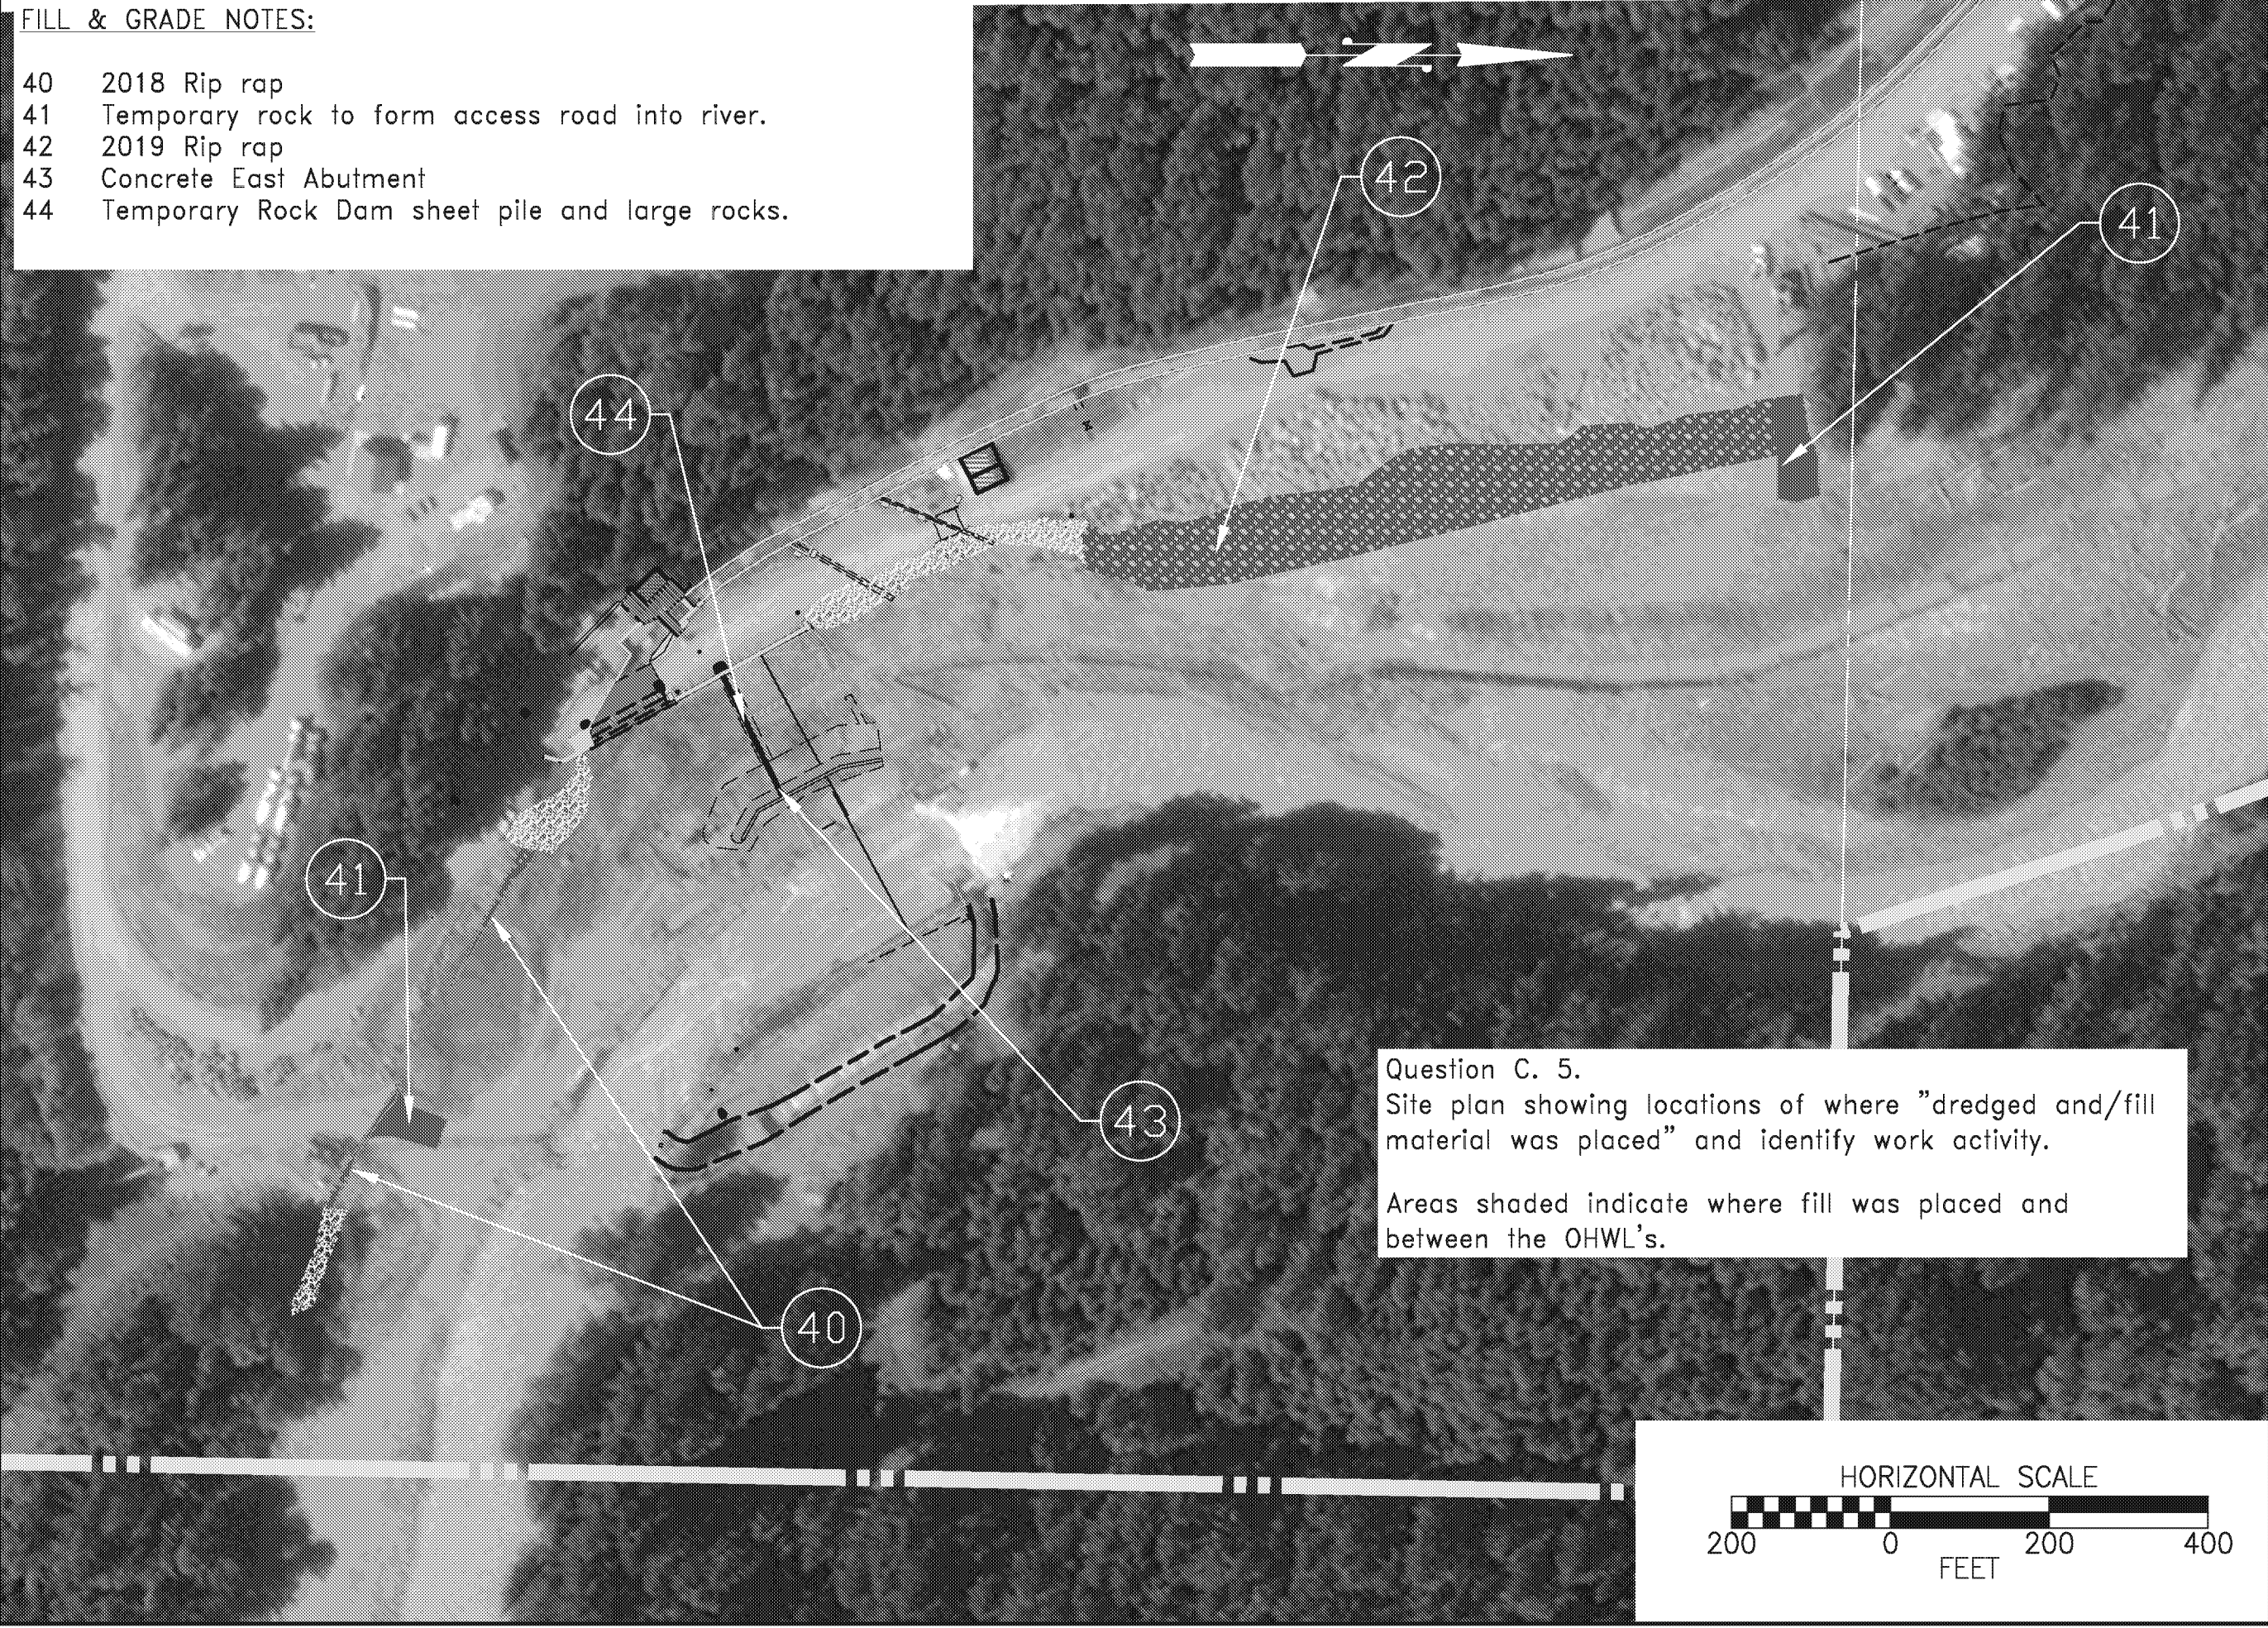 FILL & GRADE NOTES:
40 2018 Rip rap
41 Temporary rock to form access road into river.
42 2019 Rip rap
43 Concrete East Abutment
44 Temporary Rock Dam sheet pile and large rocks.
42
41
44
41
43
40
Question C. 5.
Site plan showing locations of where "dredged and/fill
material was placed" and identify work activity.
Areas shaded indicate where fill was placed and
between the OHWL's.
HORIZONTAL SCALE
200 0 200 400
FEET